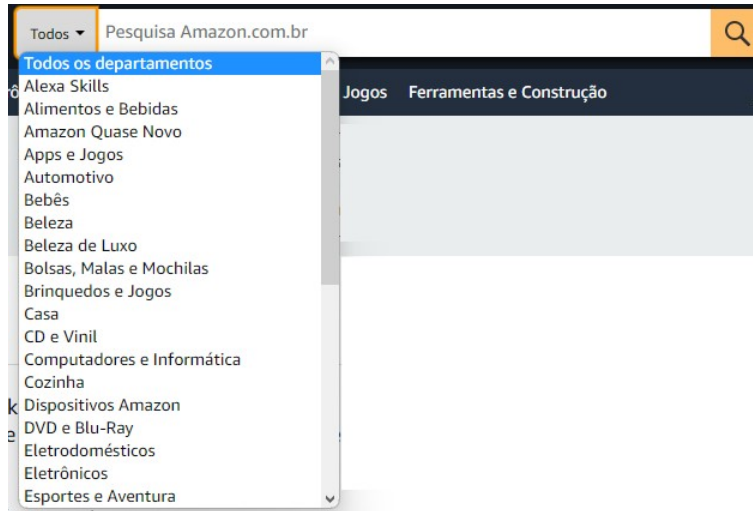 Todos
Pesquisa Amazon.com.br
Todos os departamentos
Alexa Skills
Jogos Ferramentas e Construção
Alimentos e Bebidas
Amazon Quase Novo
Apps e Jogos
Automotivo
Bebês
Beleza
Beleza de Luxo
Bolsas, Malas e Mochilas
Brinquedos e Jogos
Casa
CD e Vinil
Computadores e Informática
Cozinha
Dispositivos Amazon
DVD e Blu-Ray
Eletrodomésticos
Eletrônicos
Esportes e Aventura